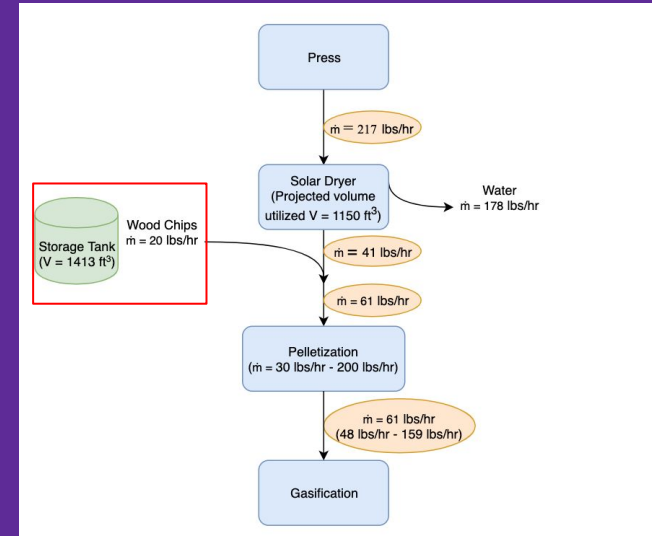 Press
ṁ = 217 lbs/hr
Solar Dryer
(Projected volume
utilized V = 1150 ft³)
Water
ṁ = 178 lbs/hr
Wood Chips
ṁ = 20 lbs/hr
Storage Tank
(V = 1413 ft³)
ṁ = 41 lbs/hr
ṁ = 61 lbs/hr
Pelletization
(ṁ = 30 lbs/hr - 200 lbs/hr)
ṁ = 61 lbs/hr
(48 lbs/hr - 159 lbs/hr)
Gasification